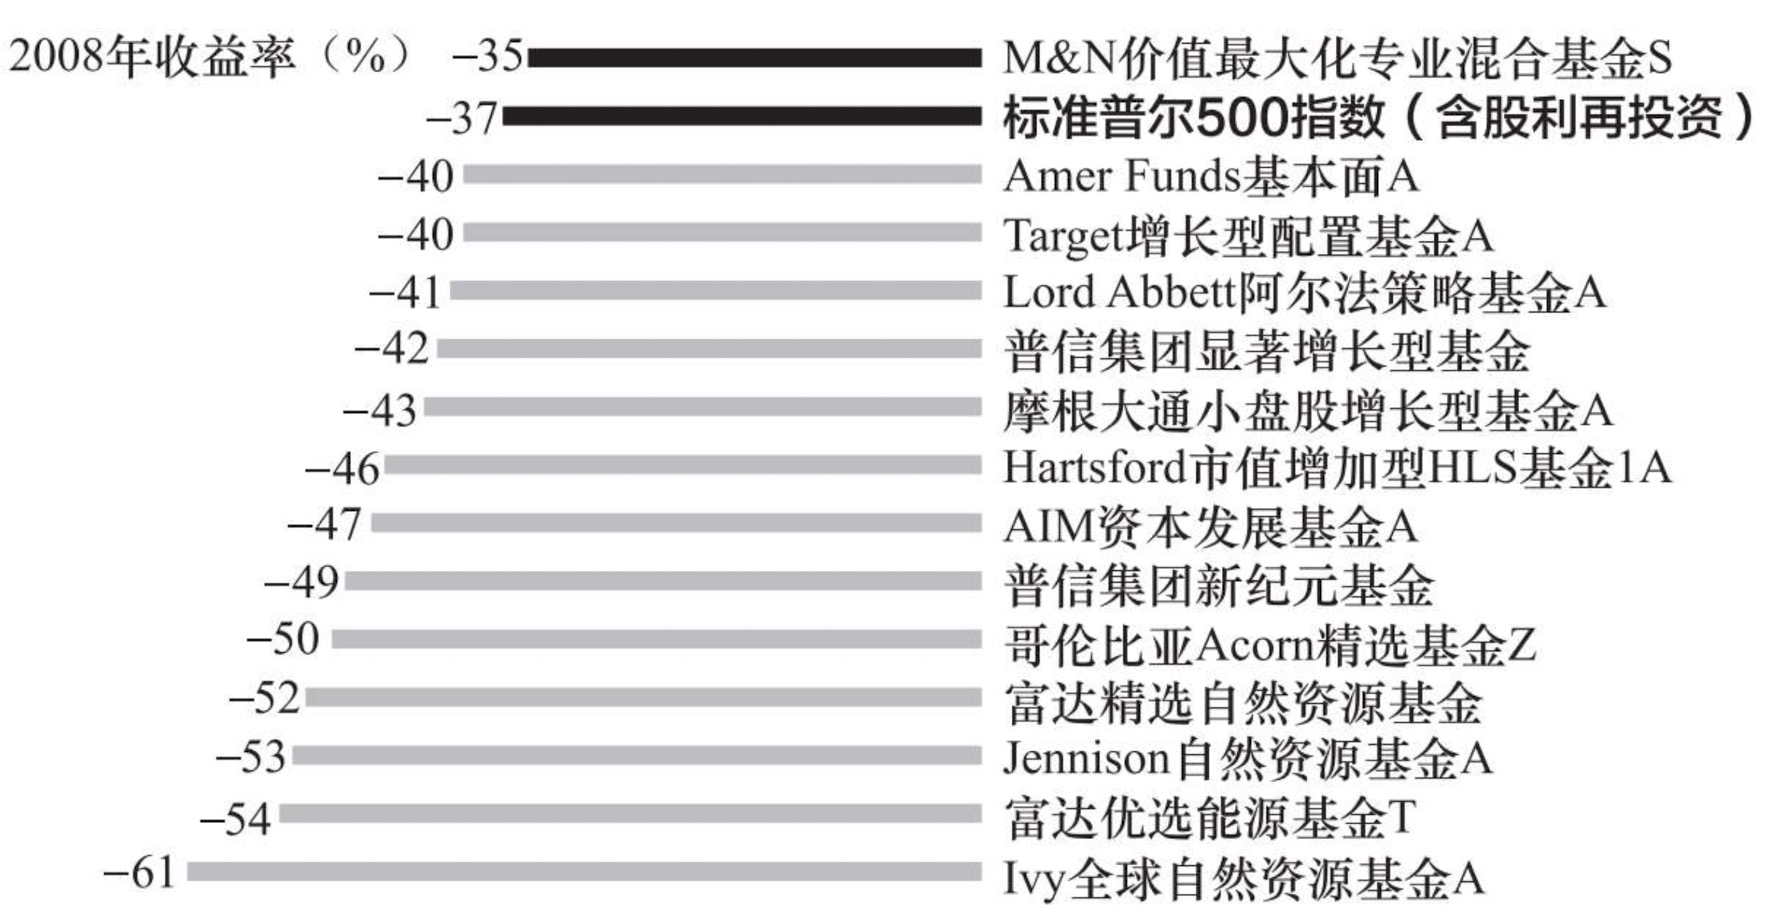 2008年收益率（%） –35 M&N价值最大化专业混合基金S
–37 标准普尔500指数（含股利再投资）
–40 Amer Funds基本面A
–40 Target增长型配置基金A
–41 Lord Abbett阿尔法策略基金A
–42 普信集团显著增长型基金
–43 摩根大通小盘股增长型基金A
–46 Hartsford市值增加型HLS基金1A
–47 AIM资本发展基金A
–49 普信集团新纪元基金
–50 哥伦比亚Acorn精选基金Z
–52 富达精选自然资源基金
–53 Jennison自然资源基金A
–54 富达优选能源基金T
–61 Ivy全球自然资源基金A